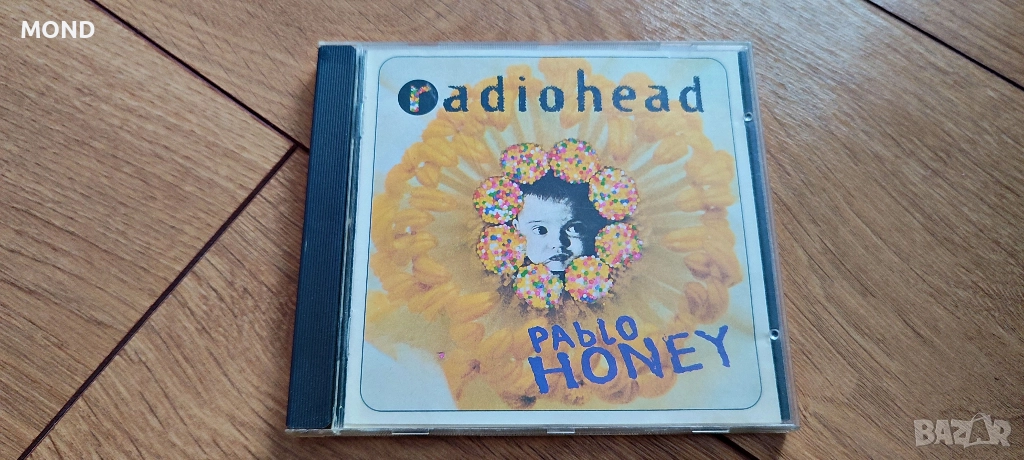 MOND
radiohead
PAbLO
HONEY
BAZAR